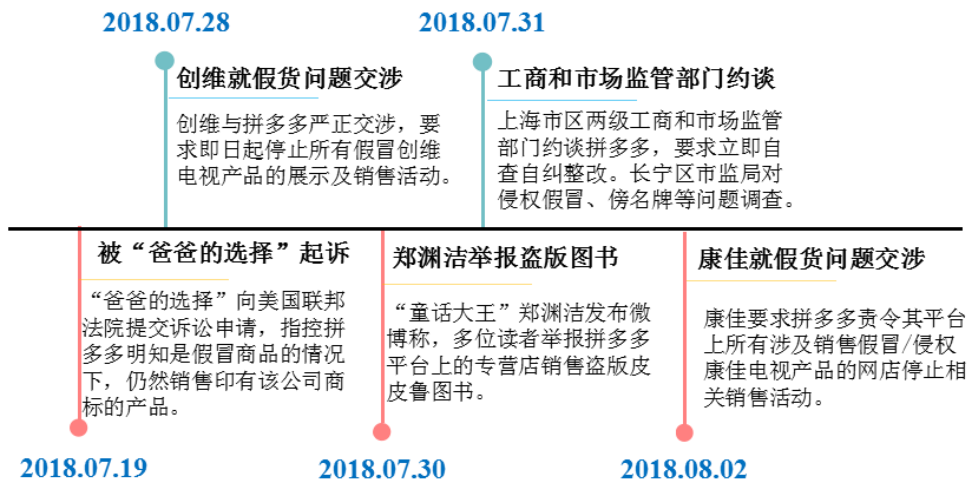 2018.07.28
创维就假货问题交涉
创维与拼多多严正交涉，要
求即日起停止所有假冒创维
电视产品的展示及销售活动。
2018.07.31
工商和市场监管部门约谈
上海市区两级工商和市场监管
部门约谈拼多多，要求立即自
查自纠整改。长宁区市监局对
侵权假冒、傍名牌等问题调查。
被“爸爸的选择”起诉
“爸爸的选择”向美国联邦
法院提交诉讼申请，指控拼
多多明知是假冒商品的情况
下，仍然销售印有该公司商
标的产品。
2018.07.19
郑渊洁举报盗版图书
“童话大王”郑渊洁发布微
博称，多位读者举报拼多多
平台上的专营店销售盗版皮
皮鲁图书。
2018.07.30
康佳就假货问题交涉
康佳要求拼多多责令其平台
上所有涉及销售假冒/侵权
康佳电视产品的网店停止相
关销售活动。
2018.08.02